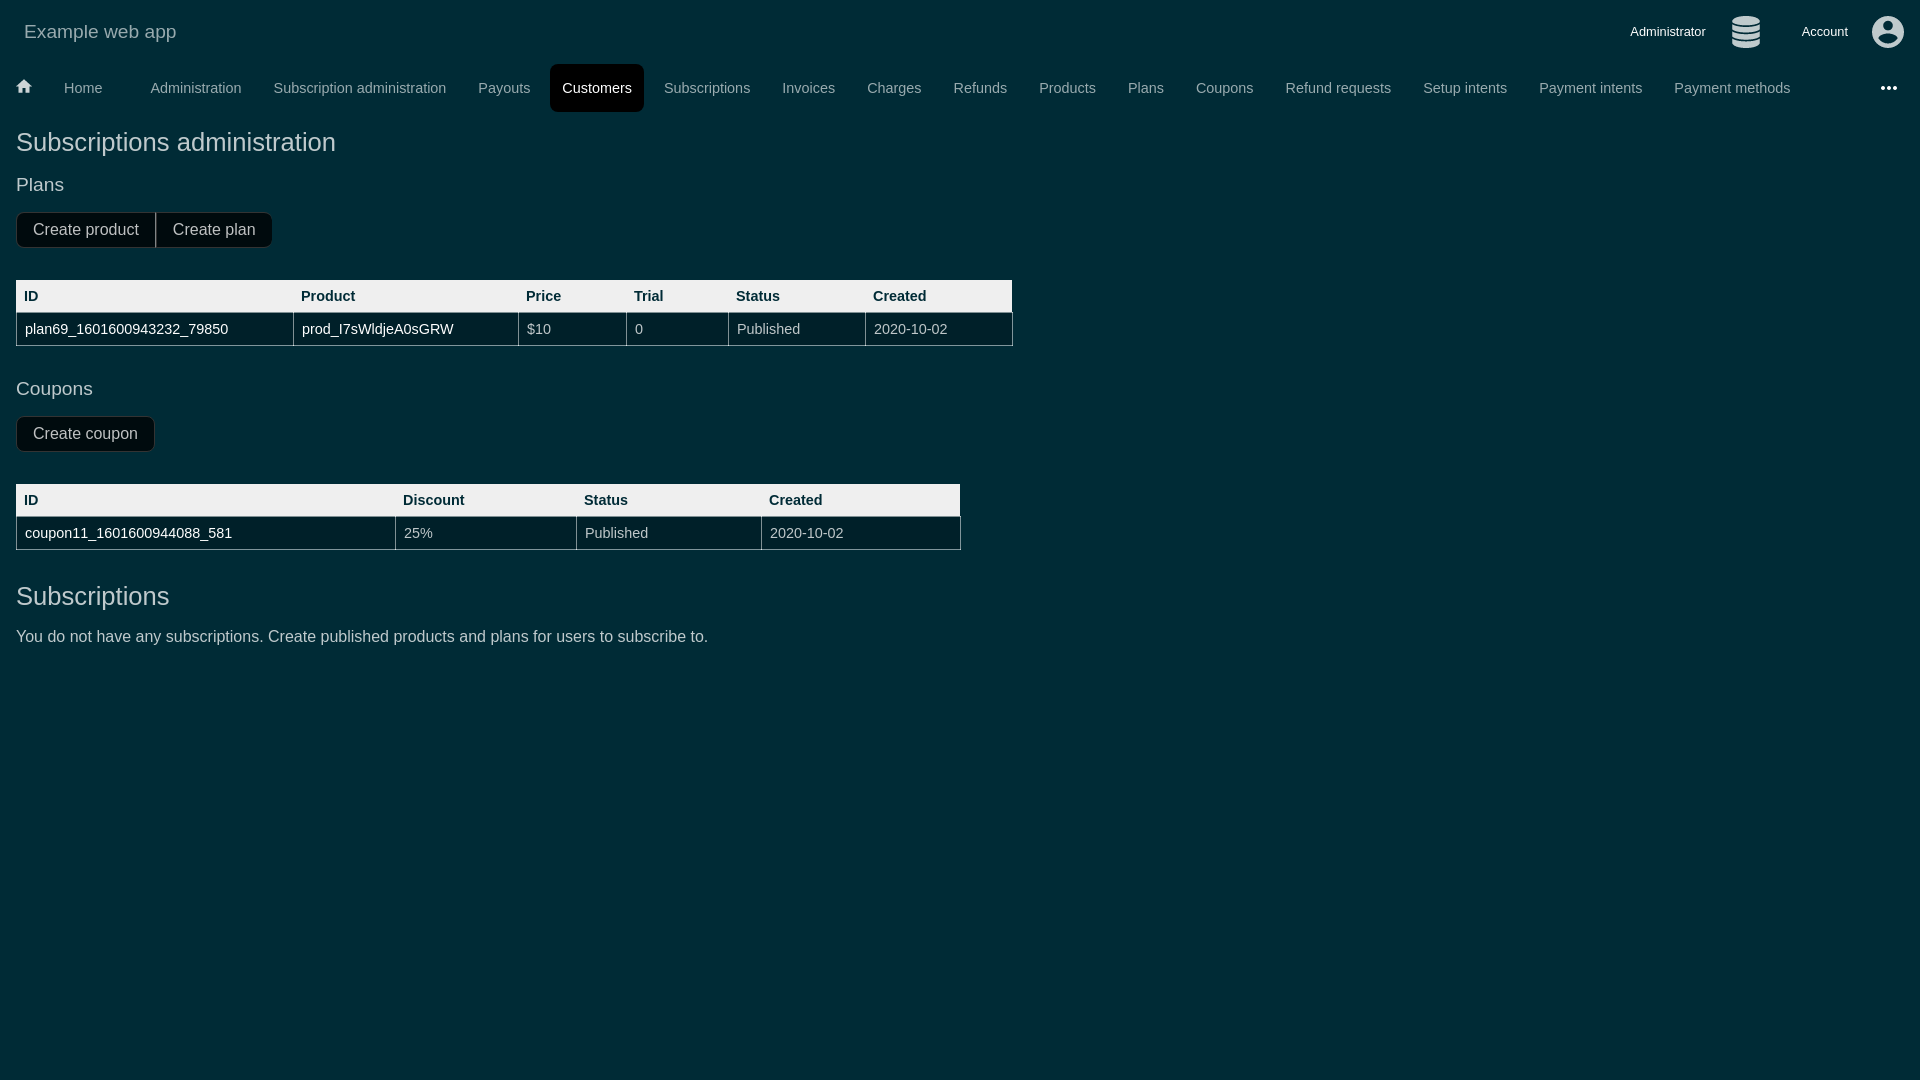 Example web app
Administrator Account
Home Administration Subscription administration Payouts Customers Subscriptions Invoices Charges Refunds Products Plans Coupons Refund requests Setup intents Payment intents Payment methods
Subscriptions administration
Plans
Create product Create plan
ID Product Price Trial Status Created
plan69_1601600943232_79850 prod_I7sWldjeA0sGRW $10 0 Published 2020-10-02
Coupons
Create coupon
ID Discount Status Created
coupon11_1601600944088_581 25% Published 2020-10-02
Subscriptions
You do not have any subscriptions. Create published products and plans for users to subscribe to.